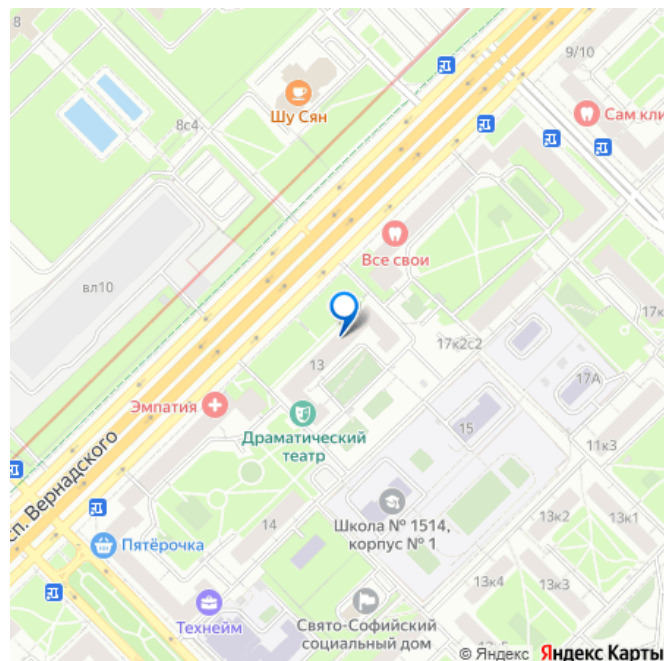 8
9/10
Сам кли
Шу Сян
8с4
Все свои
вл10
17к
17к2с2
13
17А
Эмпатия
Драматический
театр
15
11к3
сп. Вернадского
14
Школа № 1514,
корпус № 1
13к2
13к1
Пятёрочка
13к4
13к3
Технейм
Свято-Софийский
социальный дом
© Яндекс Яндекс Карты